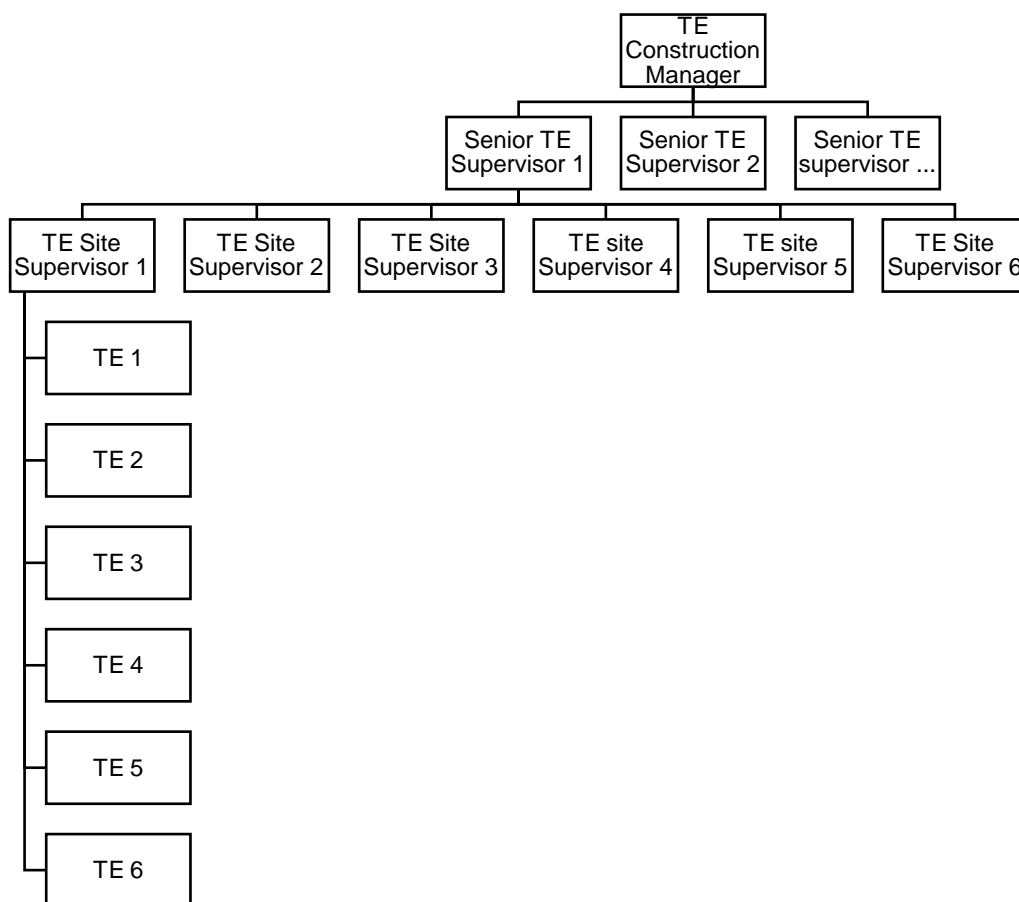 TE
Construction
Manager
Senior TE
Supervisor 1
Senior TE
Supervisor 2
Senior TE
supervisor ...
TE Site
Supervisor 1
TE Site
Supervisor 2
TE Site
Supervisor 3
TE site
Supervisor 4
TE site
Supervisor 5
TE Site
Supervisor 6
TE 1
TE 2
TE 3
TE 4
TE 5
TE 6